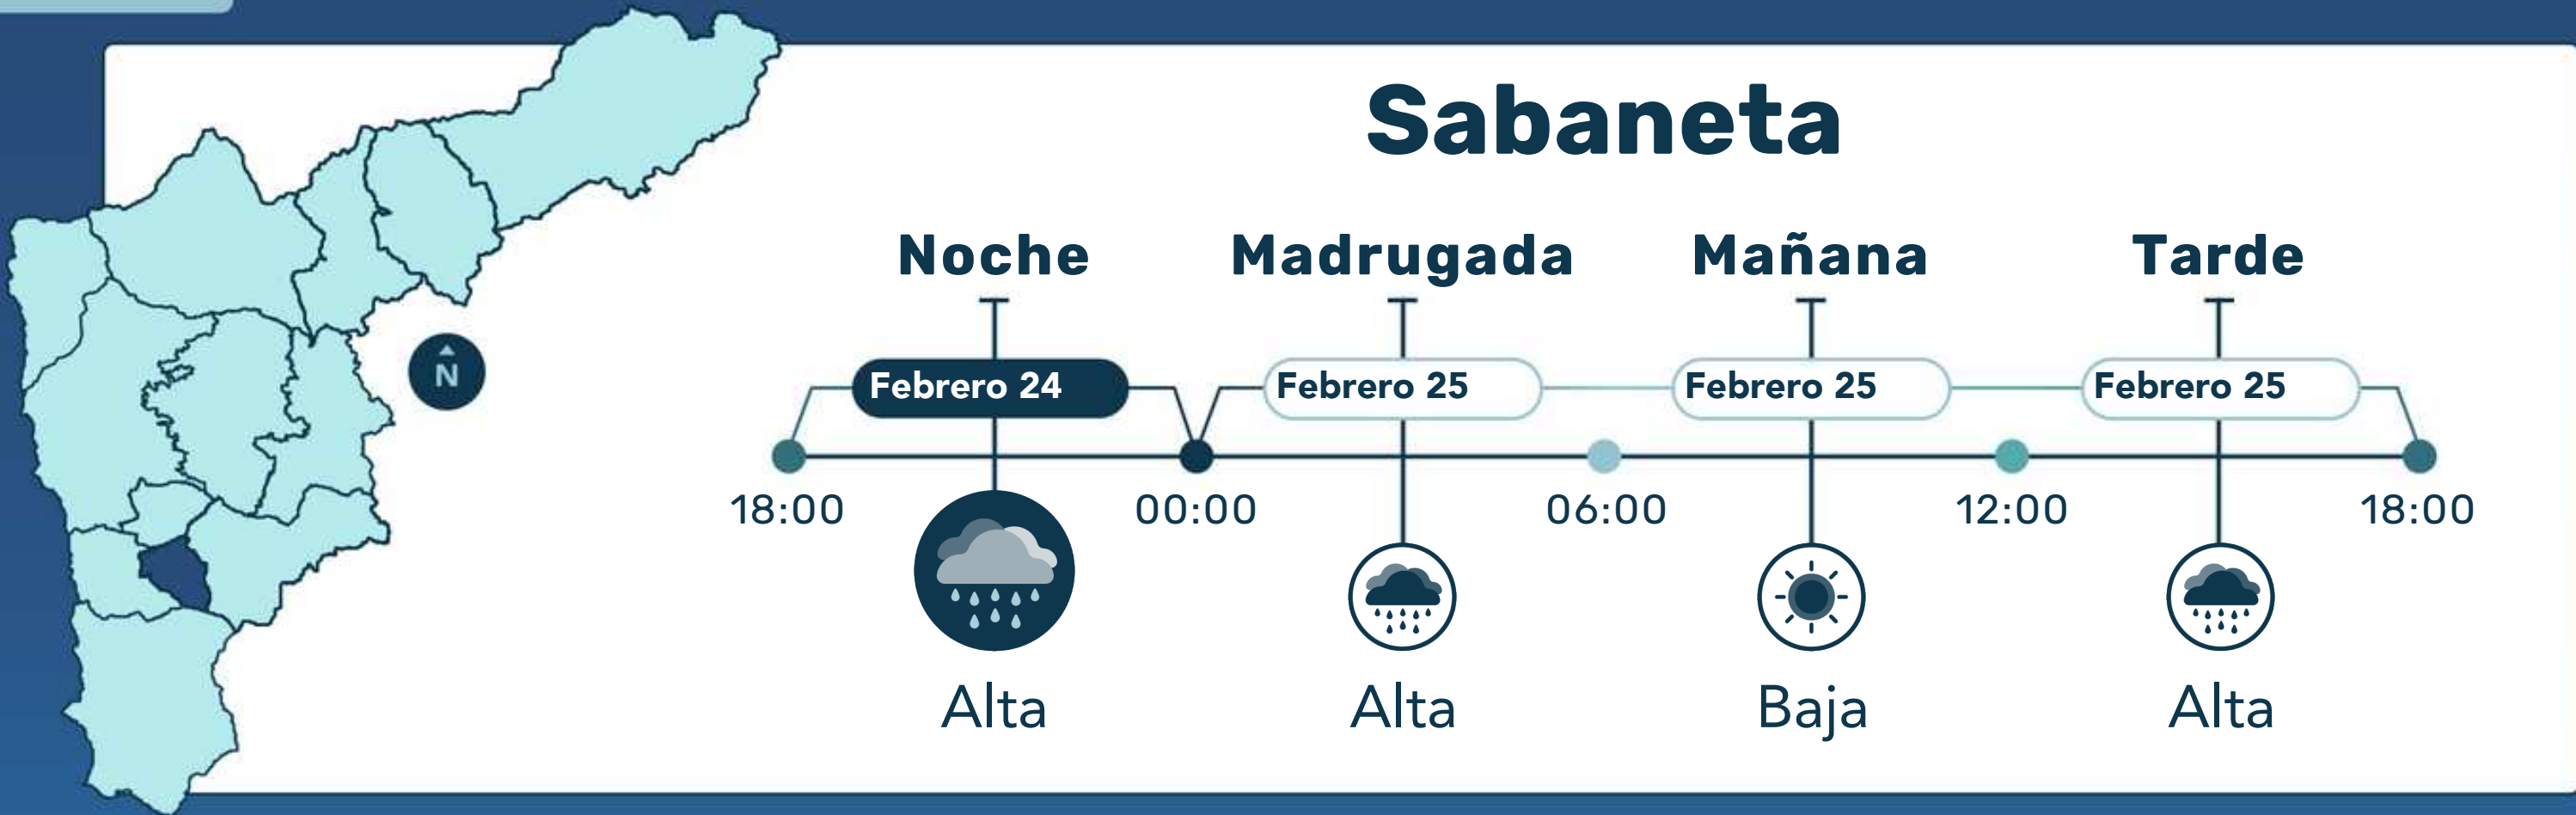 Sabaneta
Noche Madrugada Mañana Tarde
Febrero 24 Febrero 25 Febrero 25 Febrero 25
N
18:00 00:00 06:00 12:00 18:00
Alta Alta Baja Alta